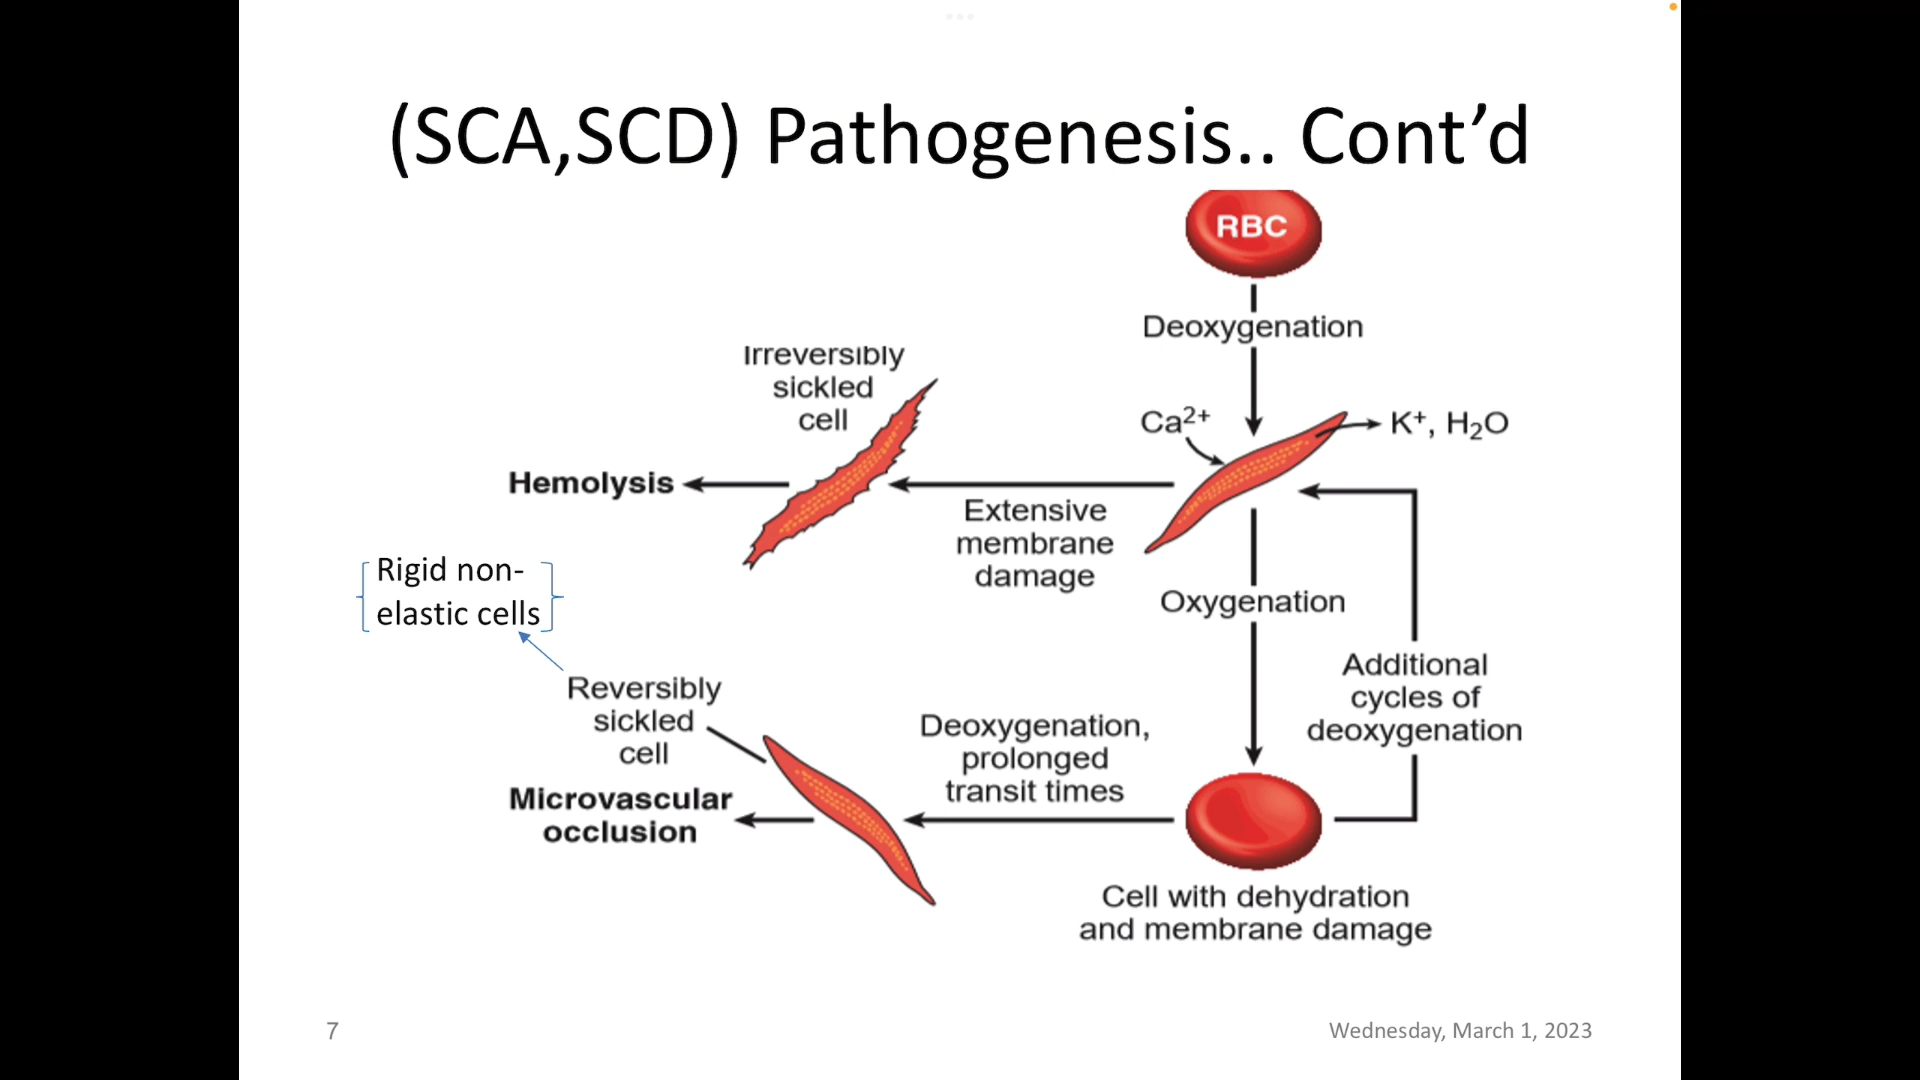 (SCA,SCD) Pathogenesis.. Cont’d
RBC
Deoxygenation
Irreversibly
sickled
cell
Ca²⁺
K⁺, H₂O
Hemolysis
Extensive
membrane
damage
Rigid non-
elastic cells
Oxygenation
Reversibly
sickled
cell
Additional
cycles of
deoxygenation
Deoxygenation,
prolonged
transit times
Microvascular
occlusion
Cell with dehydration
and membrane damage
7
Wednesday, March 1, 2023